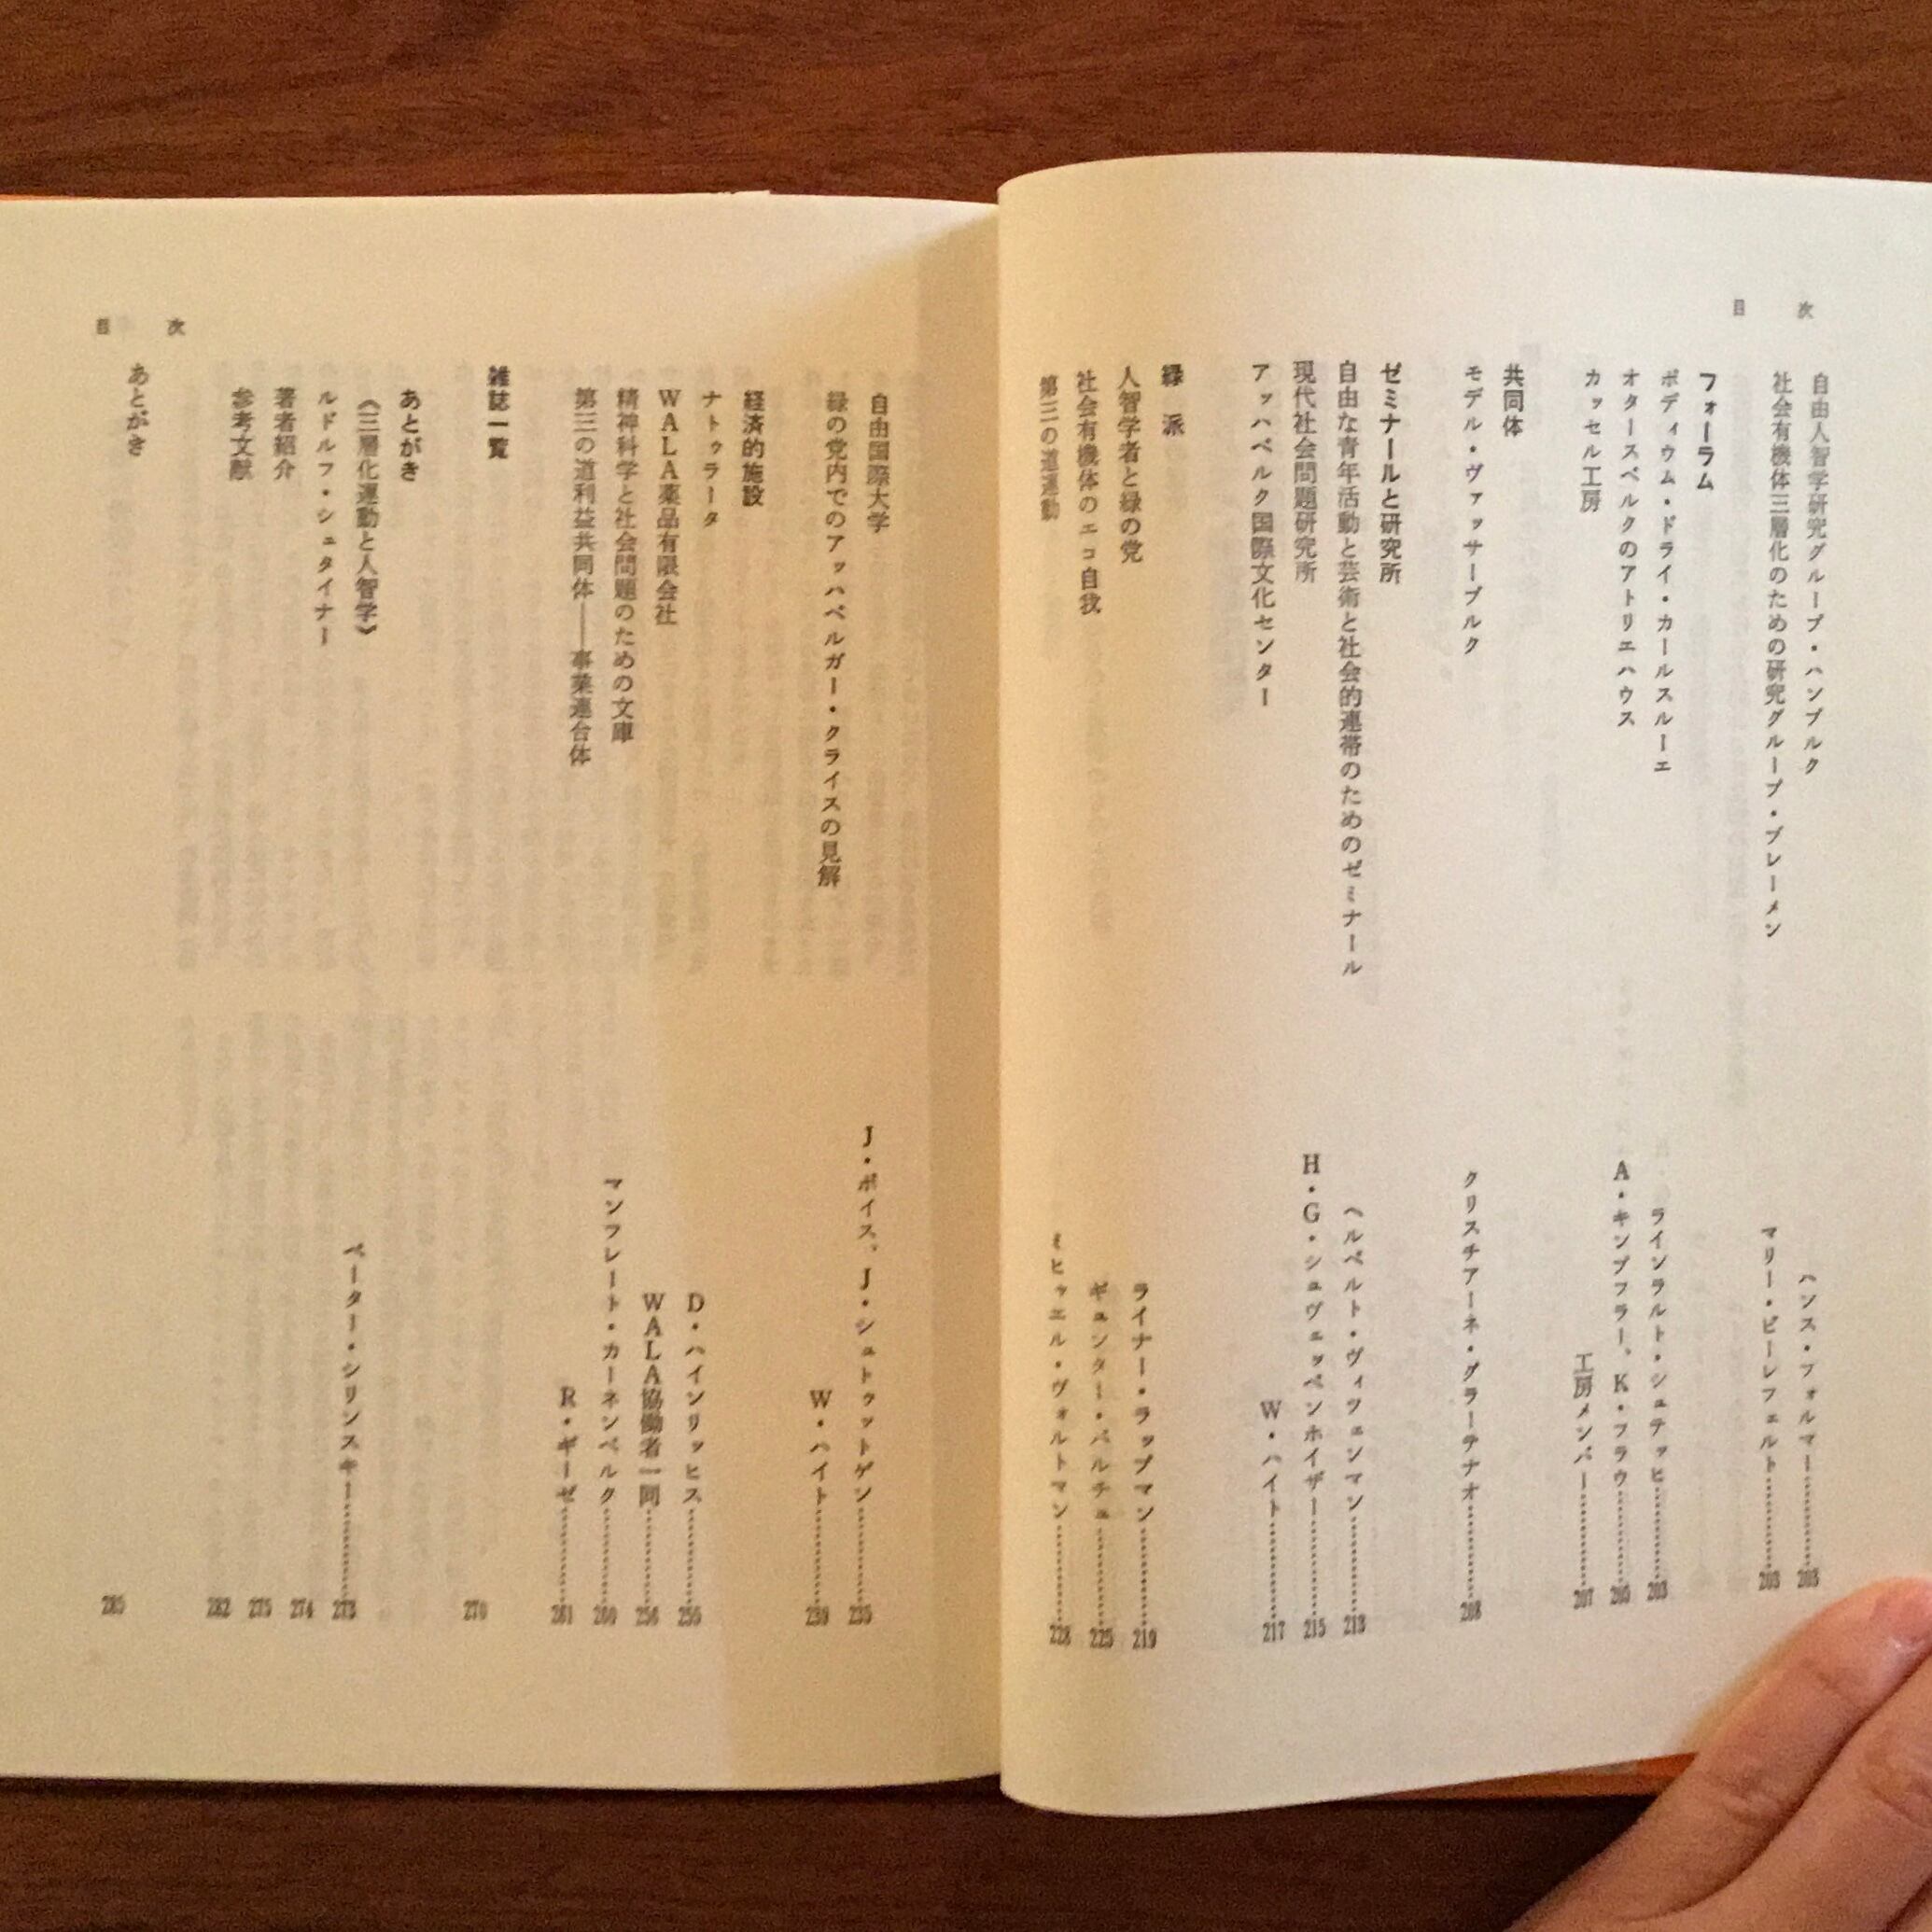 目 次
自由人智学研究グループ・ハンブルク ハンス・フォルマー……203
社会有機体三層化のための研究グループ・ブレーメン マリー・ビーレフェルト……203
フォーラム
ポディウム・ドライ・カールスルーエ ラインラルト・シュテッヒ……203
オタースベルクのアトリエハウス A・キンプフラー、K・フラウ……205
カッセル工房 工房メンバー……207
共同体
モデル・ヴァッサーブルク クリスチアーネ・グラーテナオ……208
ゼミナールと研究所
自由な青年活動と芸術と社会的連帯のためのゼミナール ヘルベルト・ヴィツェンマン……213
現代社会問題研究所 H・G・シュヴェッペンホイザー……215
アッハベルク国際文化センター W・ハイト……217
緑 派
人智学者と緑の党 ライナー・ラップマン……219
社会有機体のエコ自我 ギュンター・バルチュ……225
第三の道運動 ミヒャエル・ヴォルトマン……228
自由国際大学 J・ボイス、J・シュトゥットゲン……235
緑の党内でのアッハベルガー・クライスの見解 W・ハイト……239
経済的施設
ナトゥラータ D・ハインリッヒス……255
WALA薬品有限会社 WALA協働者一同……256
精神科学と社会問題のための文庫 マンフレート・カーネンベルク……260
第三の道利益共同体——事業連合体 R・ギーゼ……261
雑誌一覧 270
あとがき
《三層化運動と人智学》 ペーター・シリンスキー……273
ルドルフ・シュタイナー 274
著者紹介 275
参考文献 282
あとがき 285
目 次